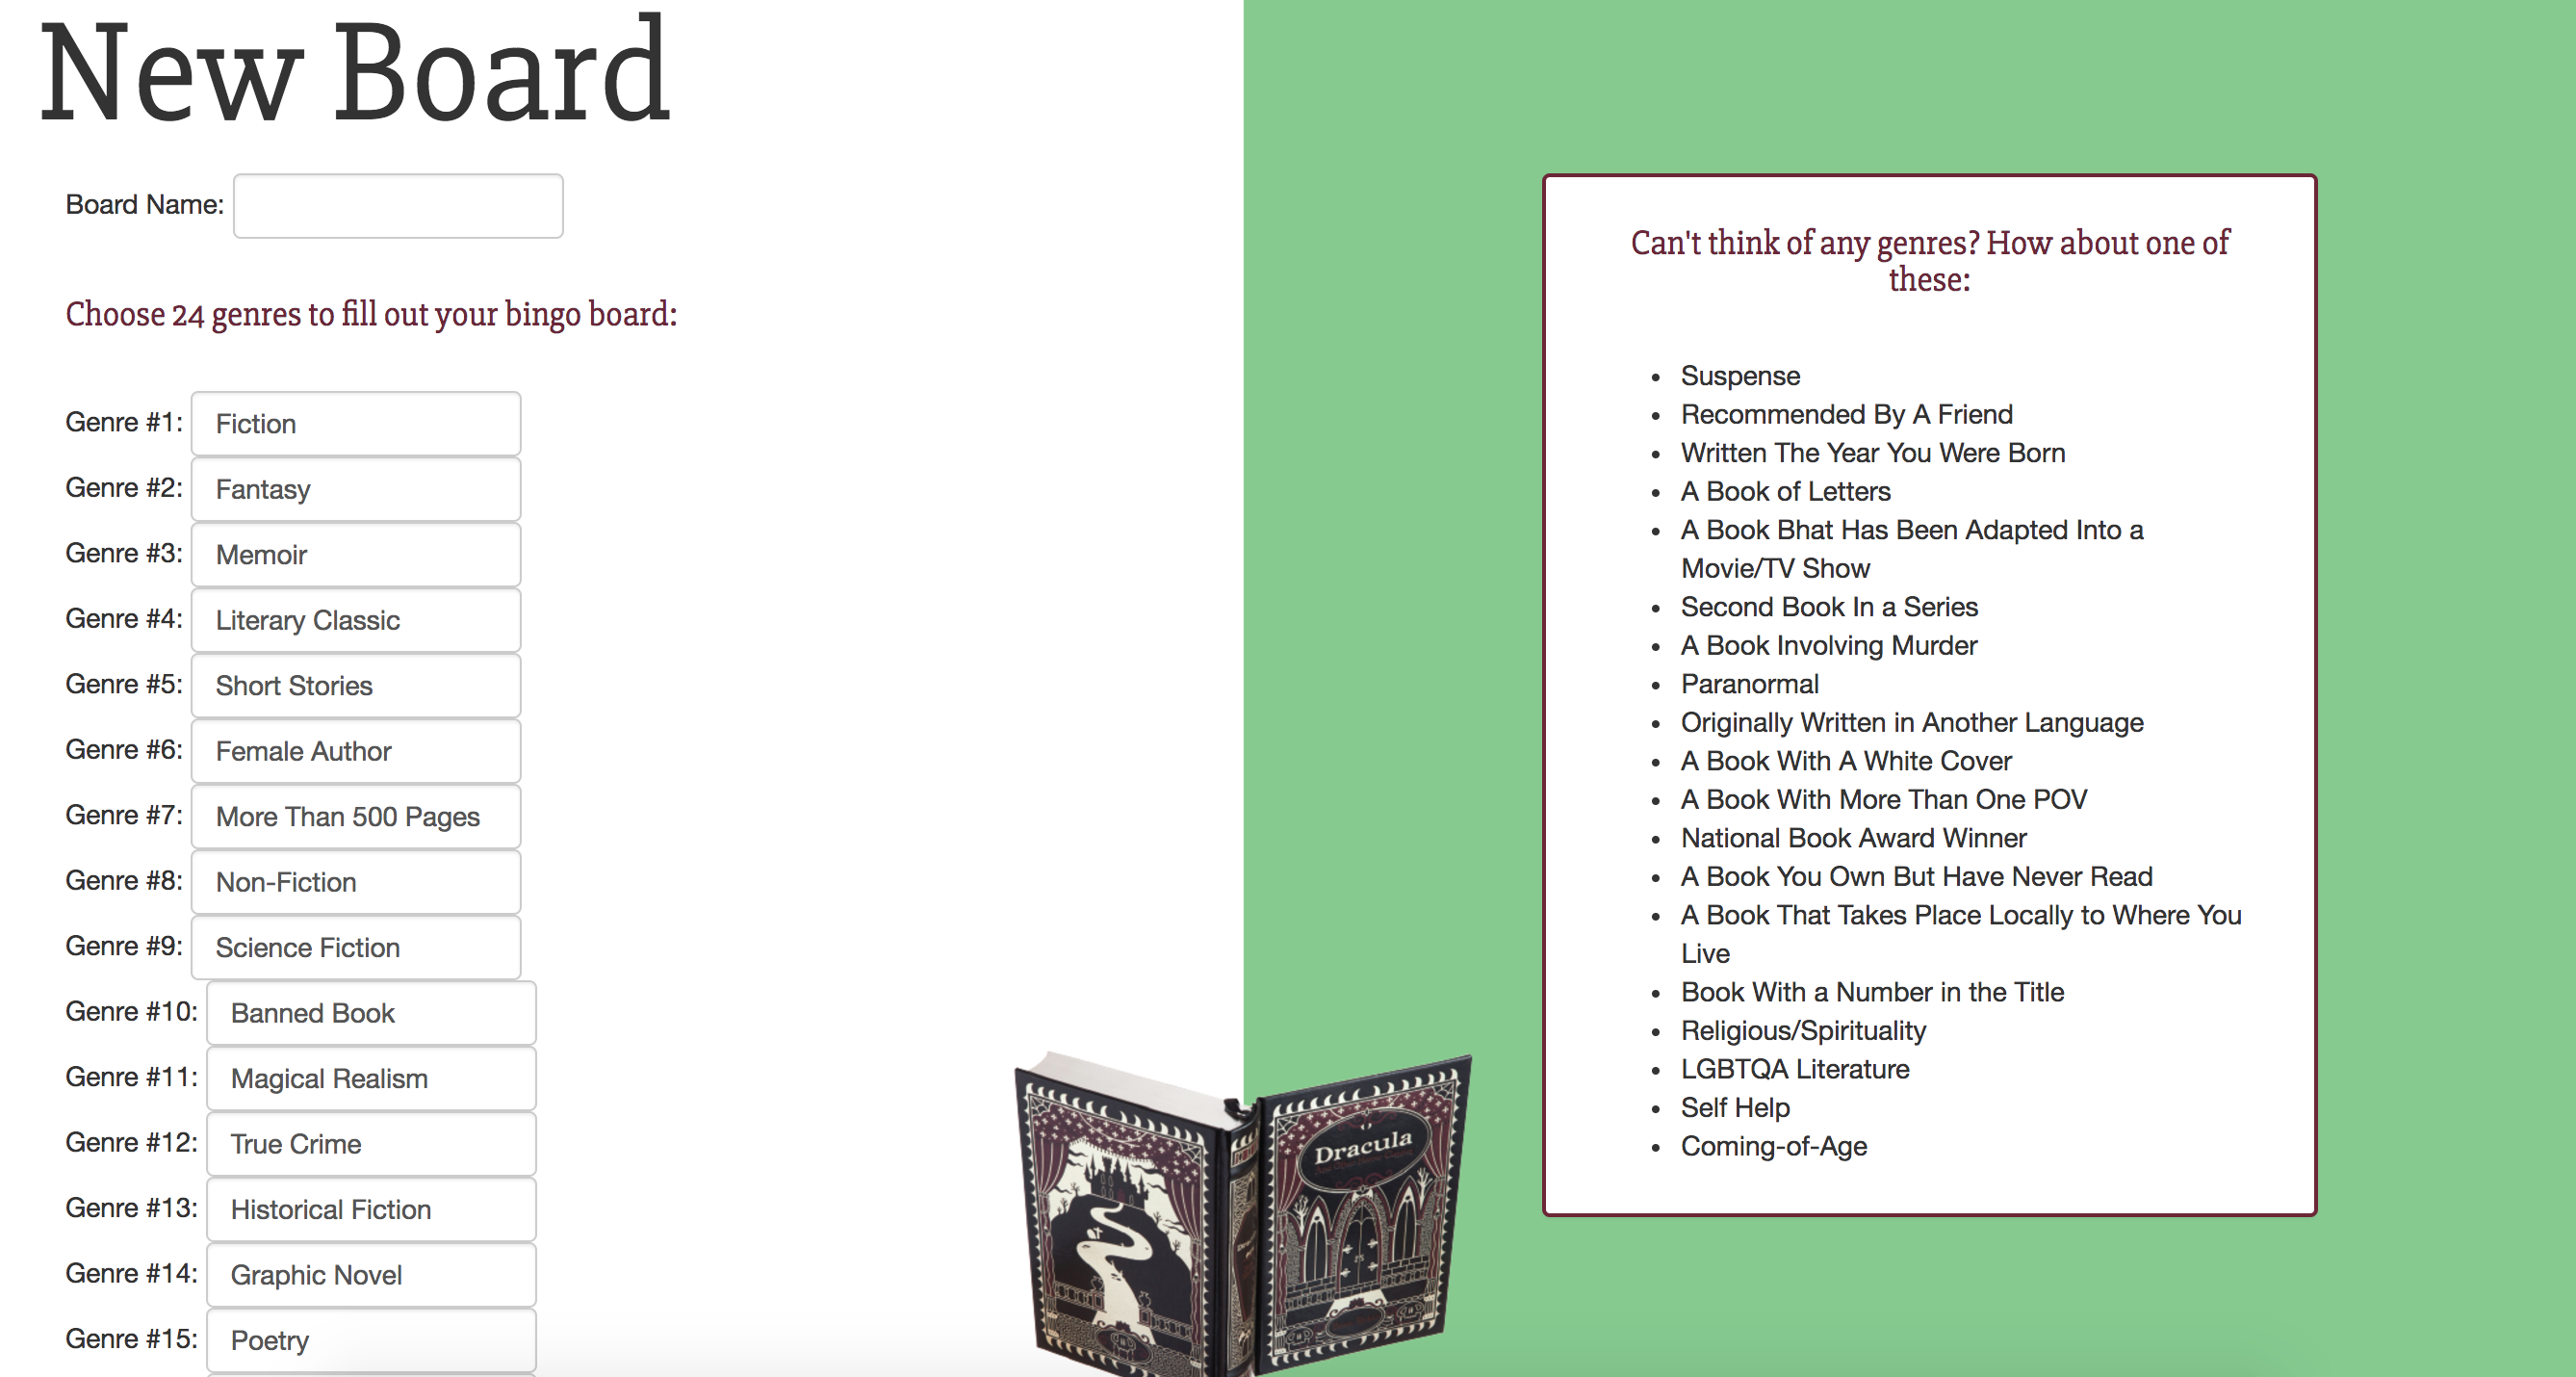 New Board
Board Name:
Choose 24 genres to fill out your bingo board:
Genre #1: Fiction
Genre #2: Fantasy
Genre #3: Memoir
Genre #4: Literary Classic
Genre #5: Short Stories
Genre #6: Female Author
Genre #7: More Than 500 Pages
Genre #8: Non-Fiction
Genre #9: Science Fiction
Genre #10: Banned Book
Genre #11: Magical Realism
Genre #12: True Crime
Genre #13: Historical Fiction
Genre #14: Graphic Novel
Genre #15: Poetry
Dracula
Can't think of any genres? How about one of
these:
• Suspense
• Recommended By A Friend
• Written The Year You Were Born
• A Book of Letters
• A Book Bhat Has Been Adapted Into a
Movie/TV Show
• Second Book In a Series
• A Book Involving Murder
• Paranormal
• Originally Written in Another Language
• A Book With A White Cover
• A Book With More Than One POV
• National Book Award Winner
• A Book You Own But Have Never Read
• A Book That Takes Place Locally to Where You
Live
• Book With a Number in the Title
• Religious/Spirituality
• LGBTQA Literature
• Self Help
• Coming-of-Age